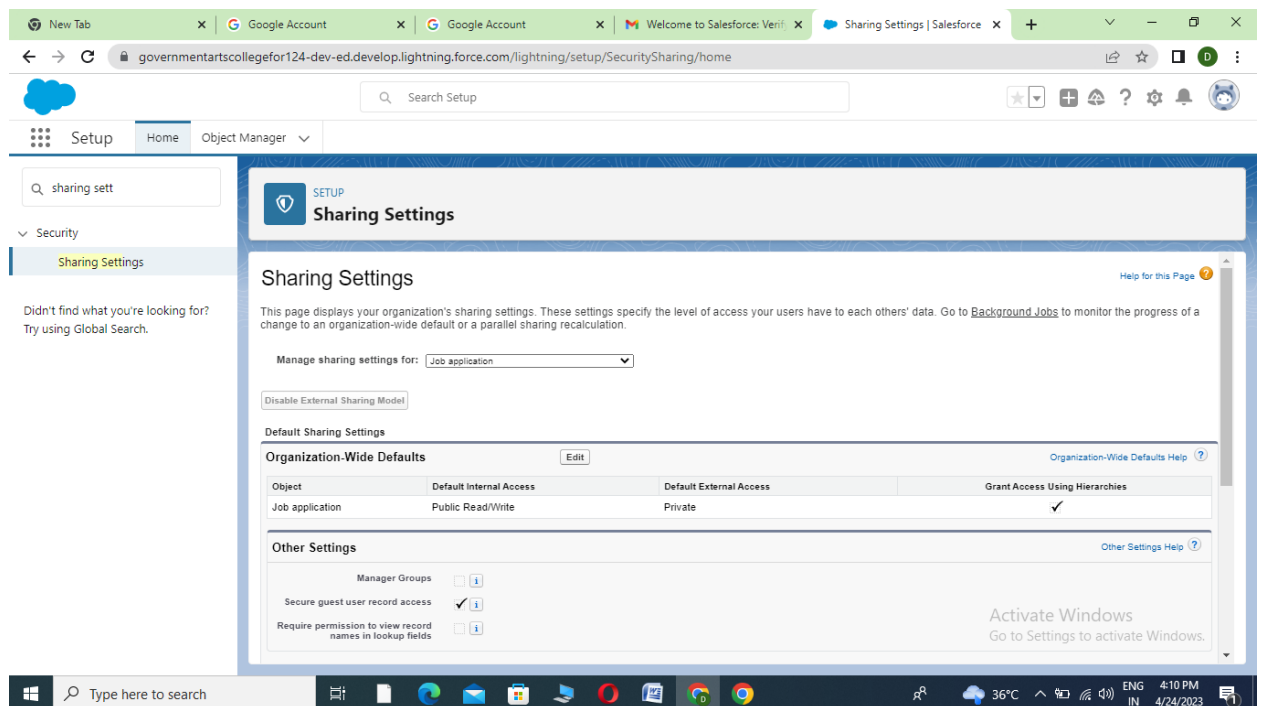 New Tab
Google Account
Google Account
Welcome to Salesforce: Verify
Sharing Settings | Salesforce
governmentartscollegefor124-dev-ed.develop.lightning.force.com/lightning/setup/SecuritySharing/home
D
Search Setup
Setup
Home
Object Manager
sharing sett
Security
Sharing Settings
Didn't find what you're looking for?
Try using Global Search.
SETUP
Sharing Settings
Sharing Settings
Help for this Page
This page displays your organization's sharing settings. These settings specify the level of access your users have to each others' data. Go to Background Jobs to monitor the progress of a
change to an organization-wide default or a parallel sharing recalculation.
Manage sharing settings for: Job application
Disable External Sharing Model
Default Sharing Settings
Organization-Wide Defaults Edit Organization-Wide Defaults Help ?
Object Default Internal Access Default External Access Grant Access Using Hierarchies
Job application Public Read/Write Private
Other Settings Other Settings Help ?
Manager Groups i
Secure guest user record access i
Require permission to view record
names in lookup fields i
Activate Windows
Go to Settings to activate Windows.
Type here to search
36°C
ENG
IN
4:10 PM
4/24/2023